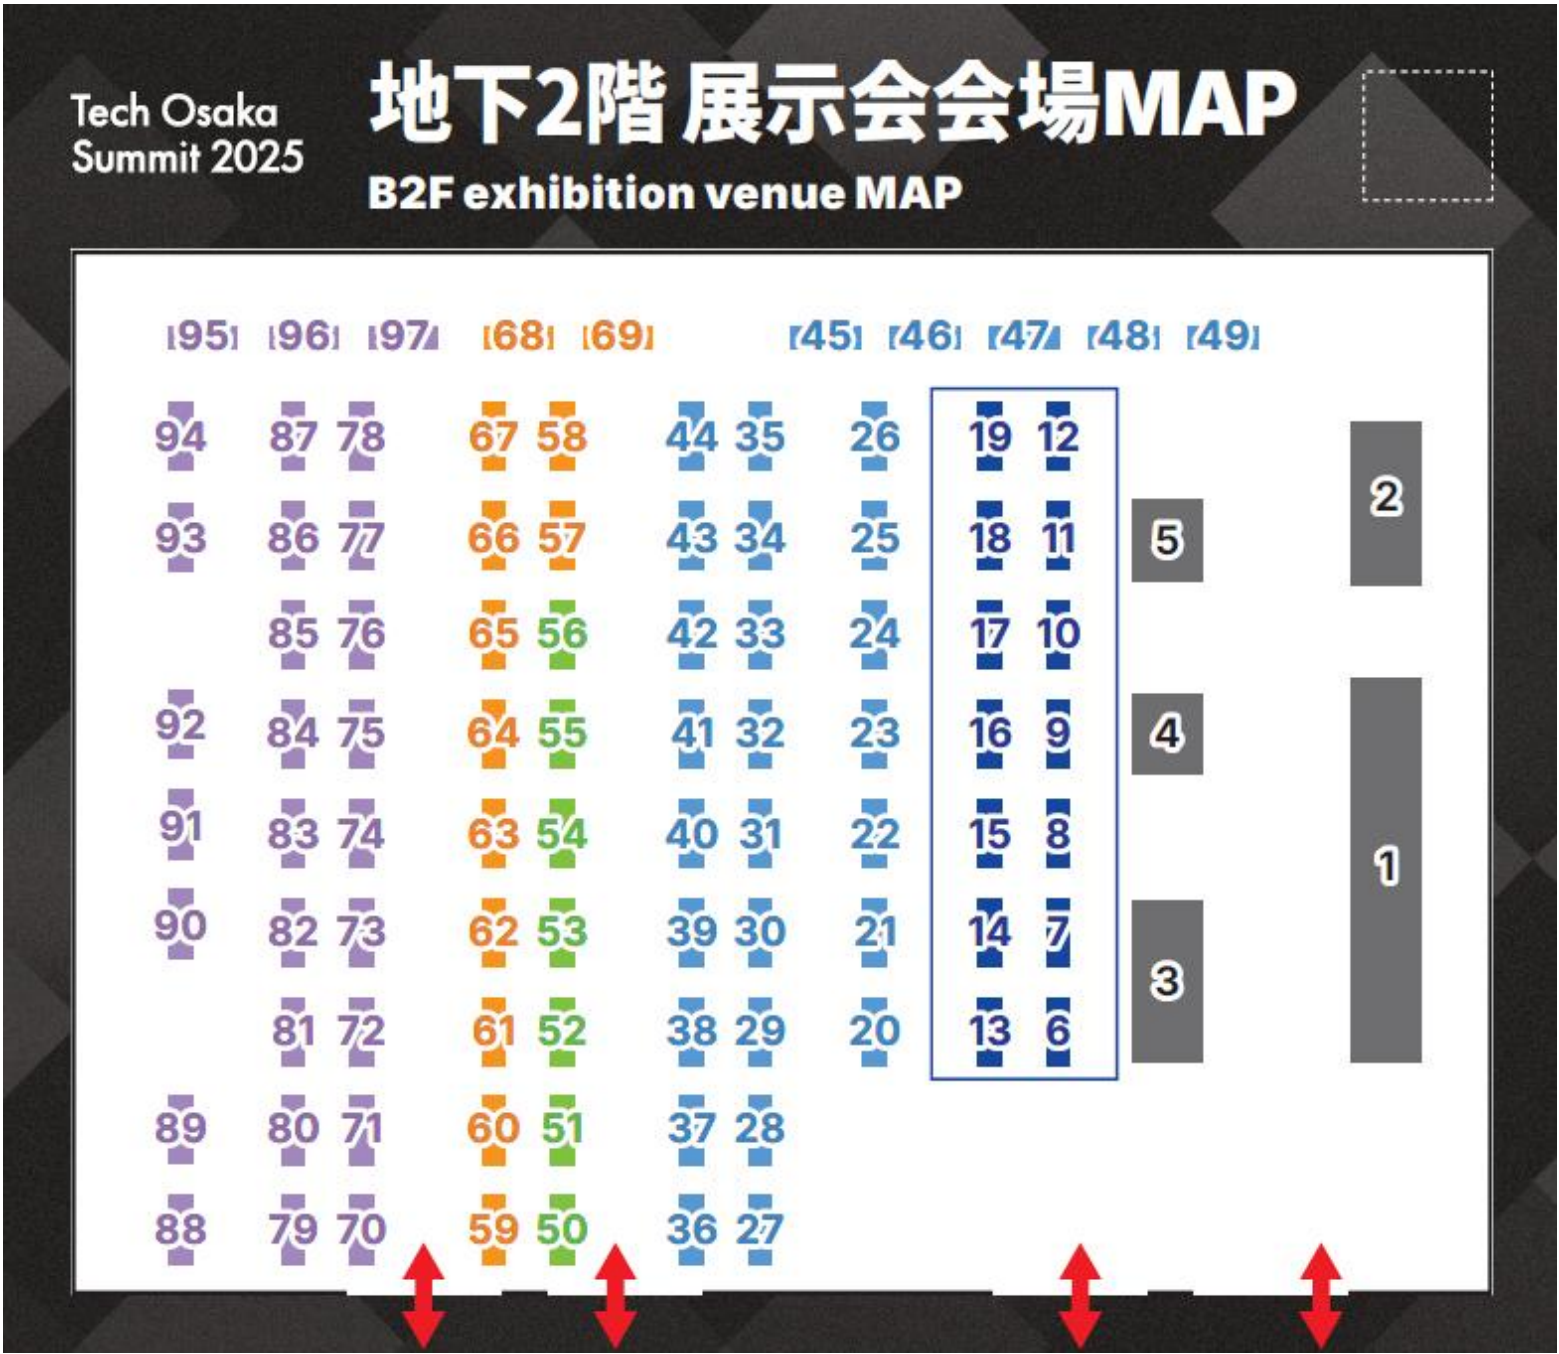 Tech Osaka
Summit 2025
地下2階 展示会会場MAP
B2F exhibition venue MAP
95 96 97 68 69 45 46 47 48 49
94 87 78 67 58 44 35 26 19 12
2
93 86 77 66 57 43 34 25 18 11 5
85 76 65 56 42 33 24 17 10
92 84 75 64 55 41 32 23 16 9 4
91 83 74 63 54 40 31 22 15 8
1
90 82 73 62 53 39 30 21 14 7
3
81 72 61 52 38 29 20 13 6
89 80 71 60 51 37 28
88 79 70 59 50 36 27